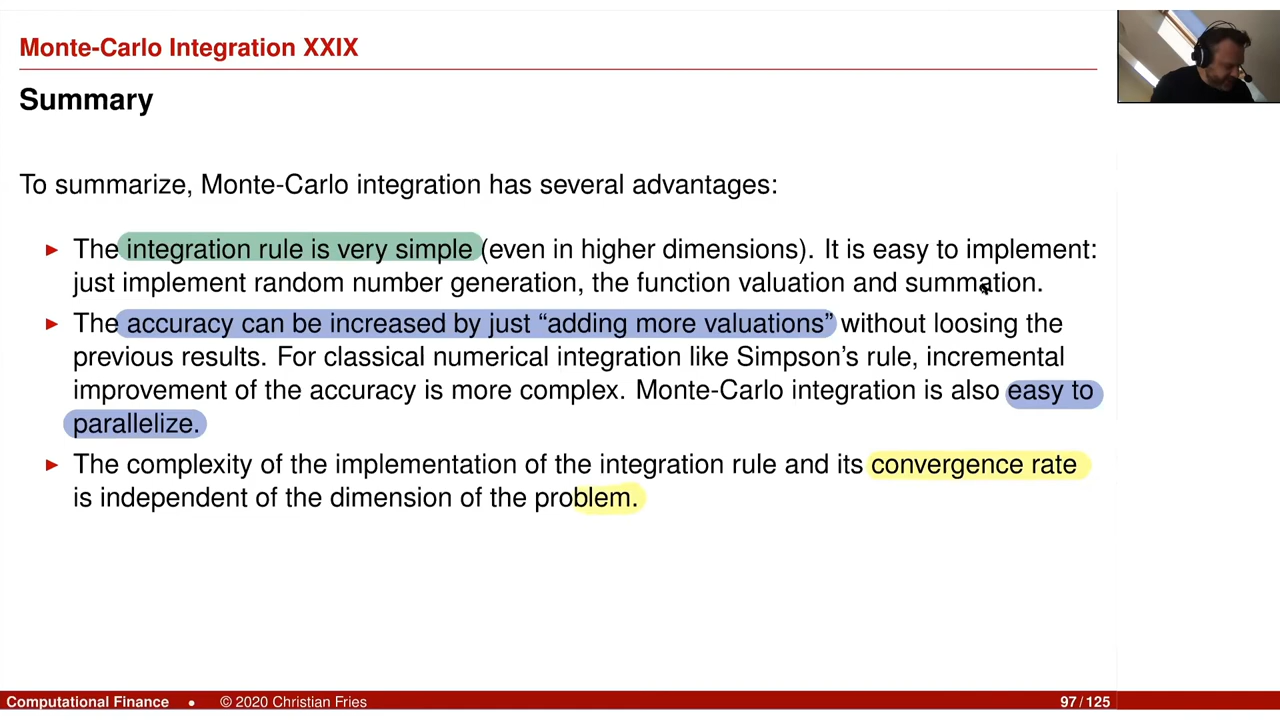 Monte-Carlo Integration XXIX
Summary
To summarize, Monte-Carlo integration has several advantages:
► The integration rule is very simple (even in higher dimensions). It is easy to implement:
just implement random number generation, the function valuation and summation.
► The accuracy can be increased by just “adding more valuations” without loosing the
previous results. For classical numerical integration like Simpson’s rule, incremental
improvement of the accuracy is more complex. Monte-Carlo integration is also easy to
parallelize.
► The complexity of the implementation of the integration rule and its convergence rate
is independent of the dimension of the problem.
Computational Finance • © 2020 Christian Fries 97 / 125